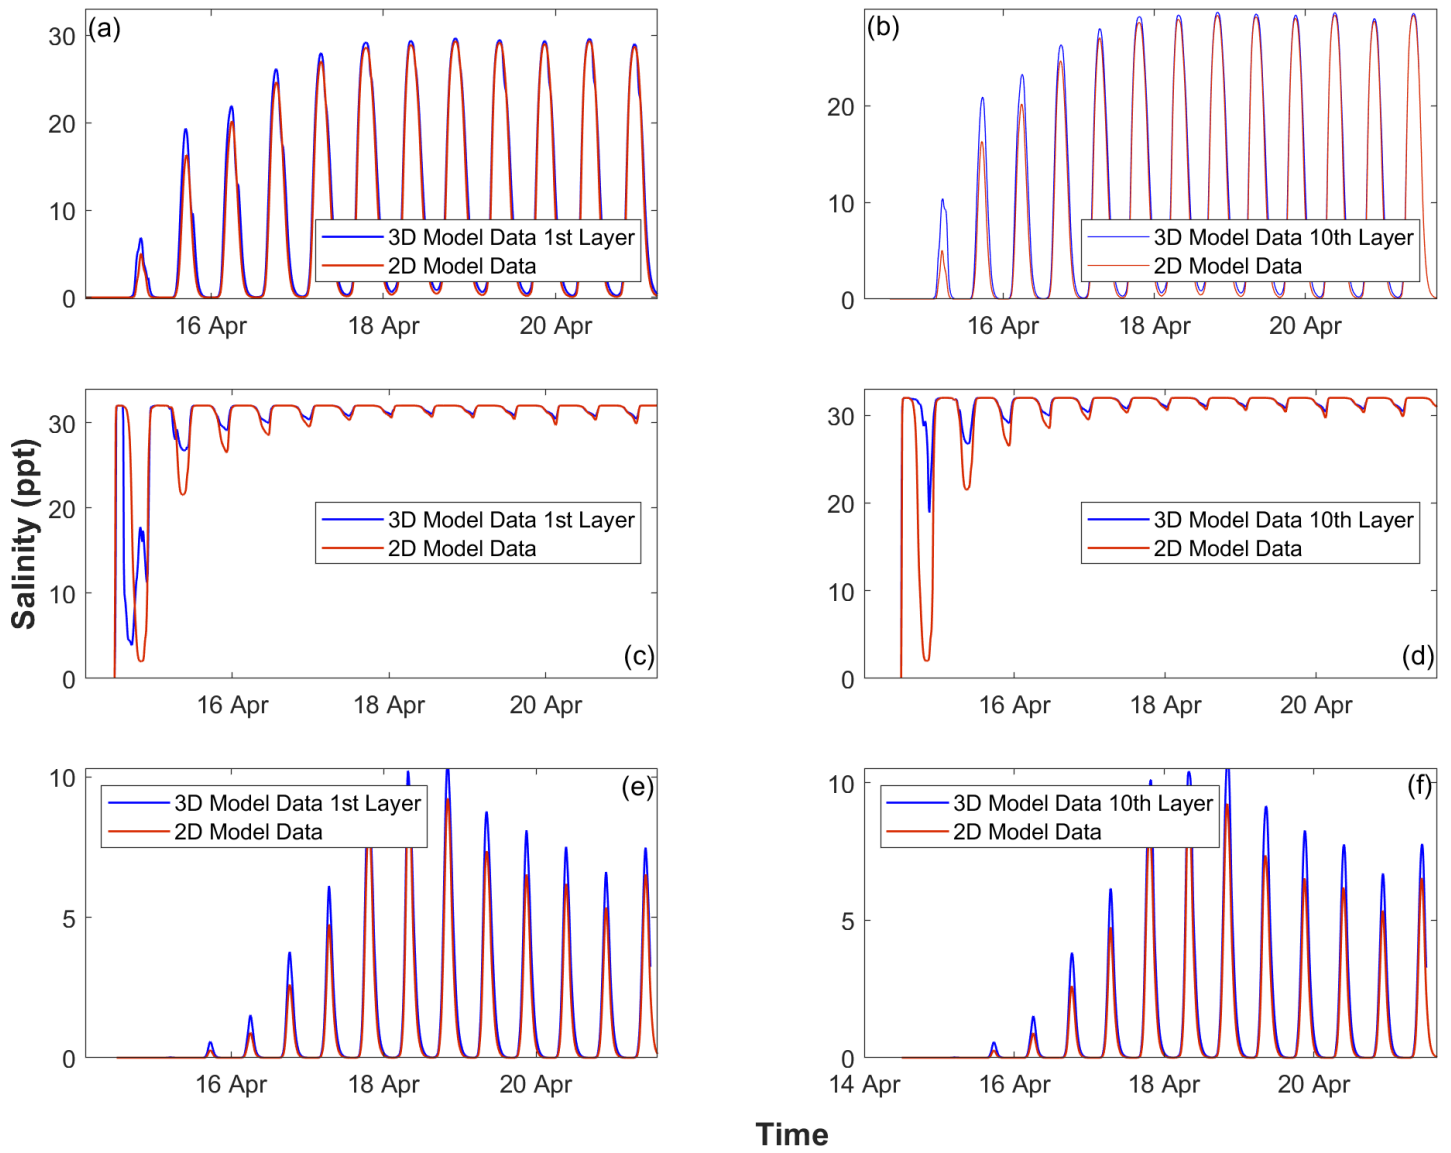 (a)
30
20
10
0
3D Model Data 1st Layer
2D Model Data
16 Apr
18 Apr
20 Apr
(b)
20
10
0
3D Model Data 10th Layer
2D Model Data
16 Apr
18 Apr
20 Apr
Salinity (ppt)
30
20
10
0
3D Model Data 1st Layer
2D Model Data
(c)
16 Apr
18 Apr
20 Apr
30
20
10
0
3D Model Data 10th Layer
2D Model Data
(d)
16 Apr
18 Apr
20 Apr
10
5
0
3D Model Data 1st Layer
2D Model Data
(e)
16 Apr
18 Apr
20 Apr
10
5
0
3D Model Data 10th Layer
2D Model Data
(f)
14 Apr
16 Apr
18 Apr
20 Apr
Time